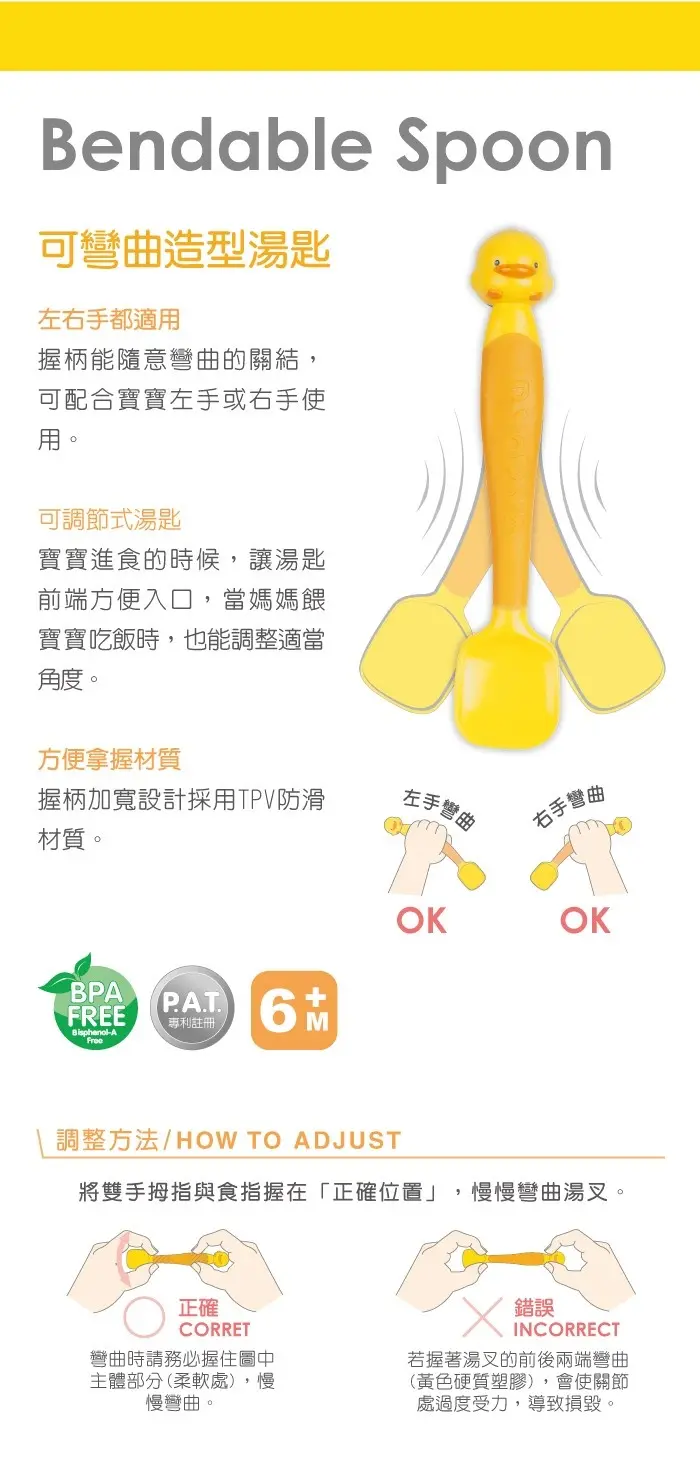 Bendable Spoon
可彎曲造型湯匙
左右手都適用
握柄能隨意彎曲的關結，
可配合寶寶左手或右手使
用。
可調節式湯匙
寶寶進食的時候，讓湯匙
前端方便入口，當媽媽餵
寶寶吃飯時，也能調整適當
角度。
方便拿握材質
握柄加寬設計採用TPV防滑
材質。
左手彎曲
右手彎曲
OK
OK
BPA
FREE
Bisphenol-A
Free
P.A.T.
專利註冊
6+M
調整方法/HOW TO ADJUST
將雙手拇指與食指握在「正確位置」，慢慢彎曲湯叉。
正確
CORRET
錯誤
INCORRECT
彎曲時請務必握住圖中
主體部分(柔軟處)，慢
慢彎曲。
若握著湯叉的前後兩端彎曲
(黃色硬質塑膠)，會使關節
處過度受力，導致損毀。